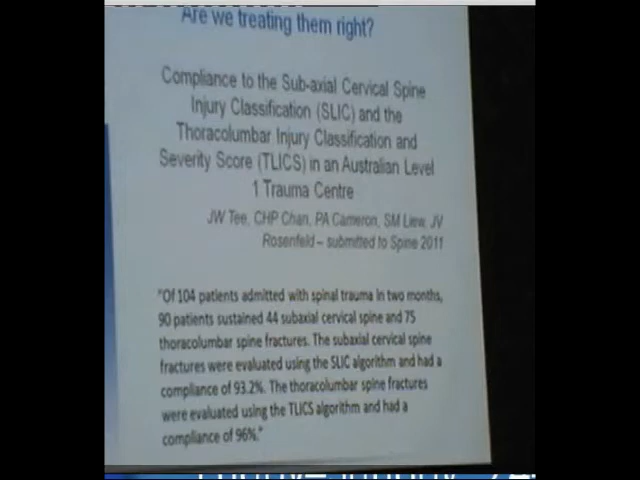 Are we treating them right?
Compliance to the Sub-axial Cervical Spine
Injury Classification (SLIC) and the
Thoracolumbar Injury Classification and
Severity Score (TLICS) in an Australian Level
1 Trauma Centre
JW Tee, CHP Chan, PA Cameron, SM Liew, JV
Rosenfeld – submitted to Spine 2011
"Of 104 patients admitted with spinal trauma in two months,
90 patients sustained 44 subaxial cervical spine and 75
thoracolumbar spine fractures. The subaxial cervical spine
fractures were evaluated using the SLIC algorithm and had a
compliance of 93.2%. The thoracolumbar spine fractures
were evaluated using the TLICS algorithm and had a
compliance of 96%."